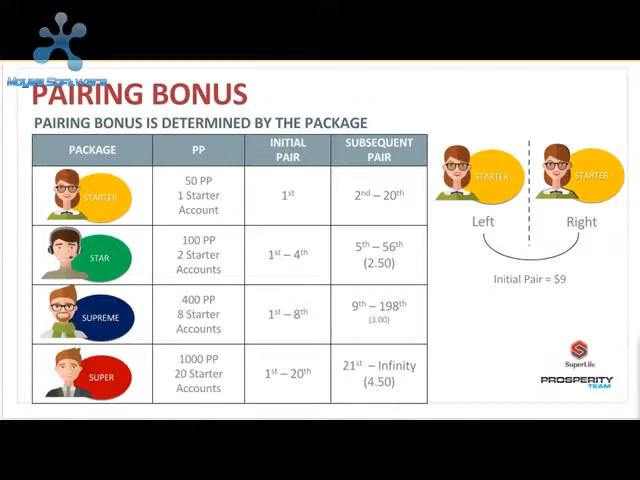 Moyea Software
PAIRING BONUS
PAIRING BONUS IS DETERMINED BY THE PACKAGE
PACKAGE
PP
INITIAL
PAIR
SUBSEQUENT
PAIR
STARTER
50 PP
1 Starter
Account
1st
2nd – 20th
STAR
100 PP
2 Starter
Accounts
1st – 4th
5th – 56th
(2.50)
SUPREME
400 PP
8 Starter
Accounts
1st – 8th
9th – 198th
(3.00)
SUPER
1000 PP
20 Starter
Accounts
1st – 20th
21st – Infinity
(4.50)
STARTER
STARTER
Left
Right
Initial Pair = $9
SuperLife
PROSPERITY
TEAM